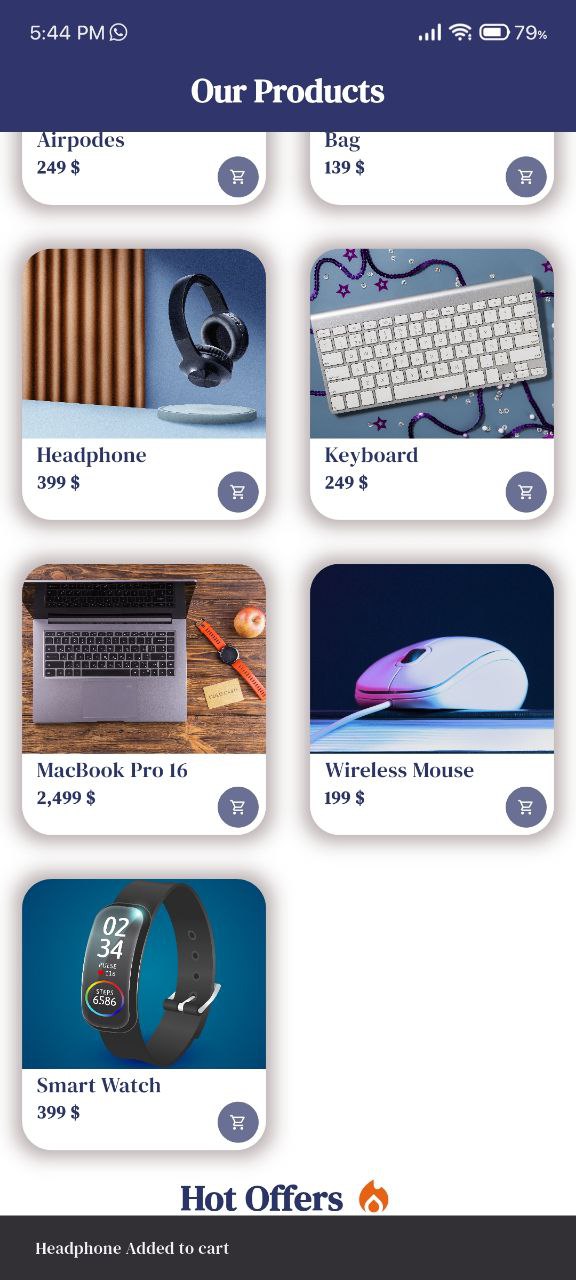 5:44 PM
79%
Our Products
Airpodes
249 $
Bag
139 $
Headphone
399 $
Keyboard
249 $
MacBook Pro 16
2,499 $
Wireless Mouse
199 $
02
34
PULSE
STEPS
6586
Smart Watch
399 $
Hot Offers
Headphone Added to cart